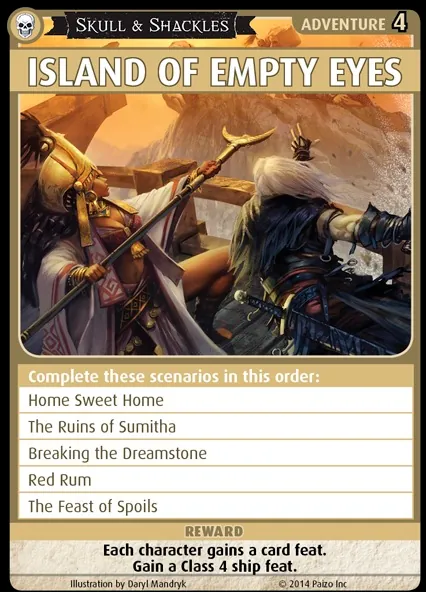 SKULL & SHACKLES
ADVENTURE 4
ISLAND OF EMPTY EYES
Complete these scenarios in this order:
Home Sweet Home
The Ruins of Sumitha
Breaking the Dreamstone
Red Rum
The Feast of Spoils
REWARD
Each character gains a card feat.
Gain a Class 4 ship feat.
Illustration by Daryl Mandryk © 2014 Paizo Inc